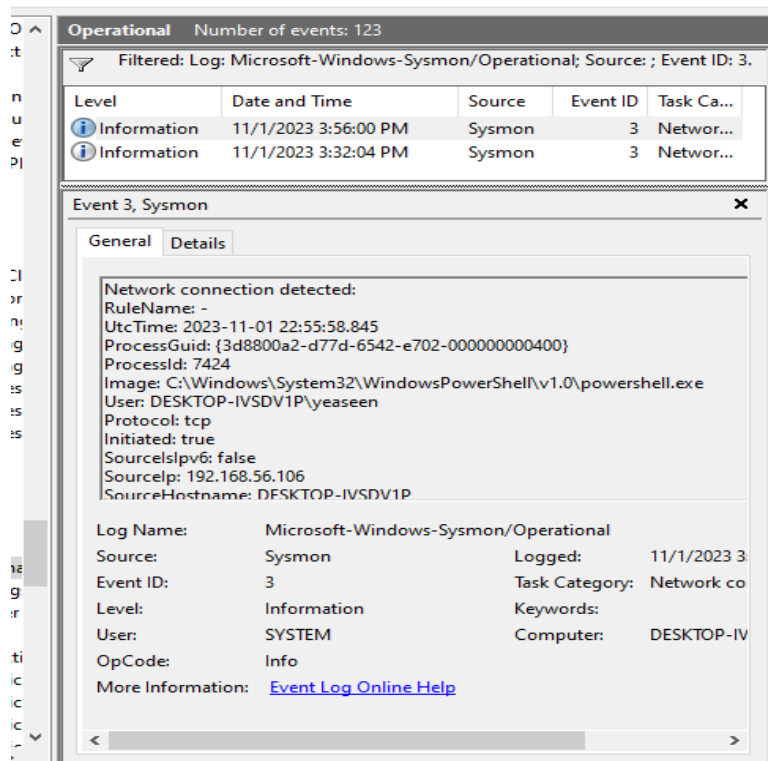 Operational Number of events: 123
Filtered: Log: Microsoft-Windows-Sysmon/Operational; Source: ; Event ID: 3.
Level Date and Time Source Event ID Task Ca...
Information 11/1/2023 3:56:00 PM Sysmon 3 Networ...
Information 11/1/2023 3:32:04 PM Sysmon 3 Networ...
Event 3, Sysmon
General Details
Network connection detected:
RuleName: -
UtcTime: 2023-11-01 22:55:58.845
ProcessGuid: {3d8800a2-d77d-6542-e702-000000000400}
ProcessId: 7424
Image: C:\Windows\System32\WindowsPowerShell\v1.0\powershell.exe
User: DESKTOP-IVSDV1P\yeaseen
Protocol: tcp
Initiated: true
SourceIsIpv6: false
SourceIp: 192.168.56.106
SourceHostname: DESKTOP-IVSDV1P
Log Name: Microsoft-Windows-Sysmon/Operational
Source: Sysmon Logged: 11/1/2023 3:
Event ID: 3 Task Category: Network co
Level: Information Keywords:
User: SYSTEM Computer: DESKTOP-IV
OpCode: Info
More Information: Event Log Online Help